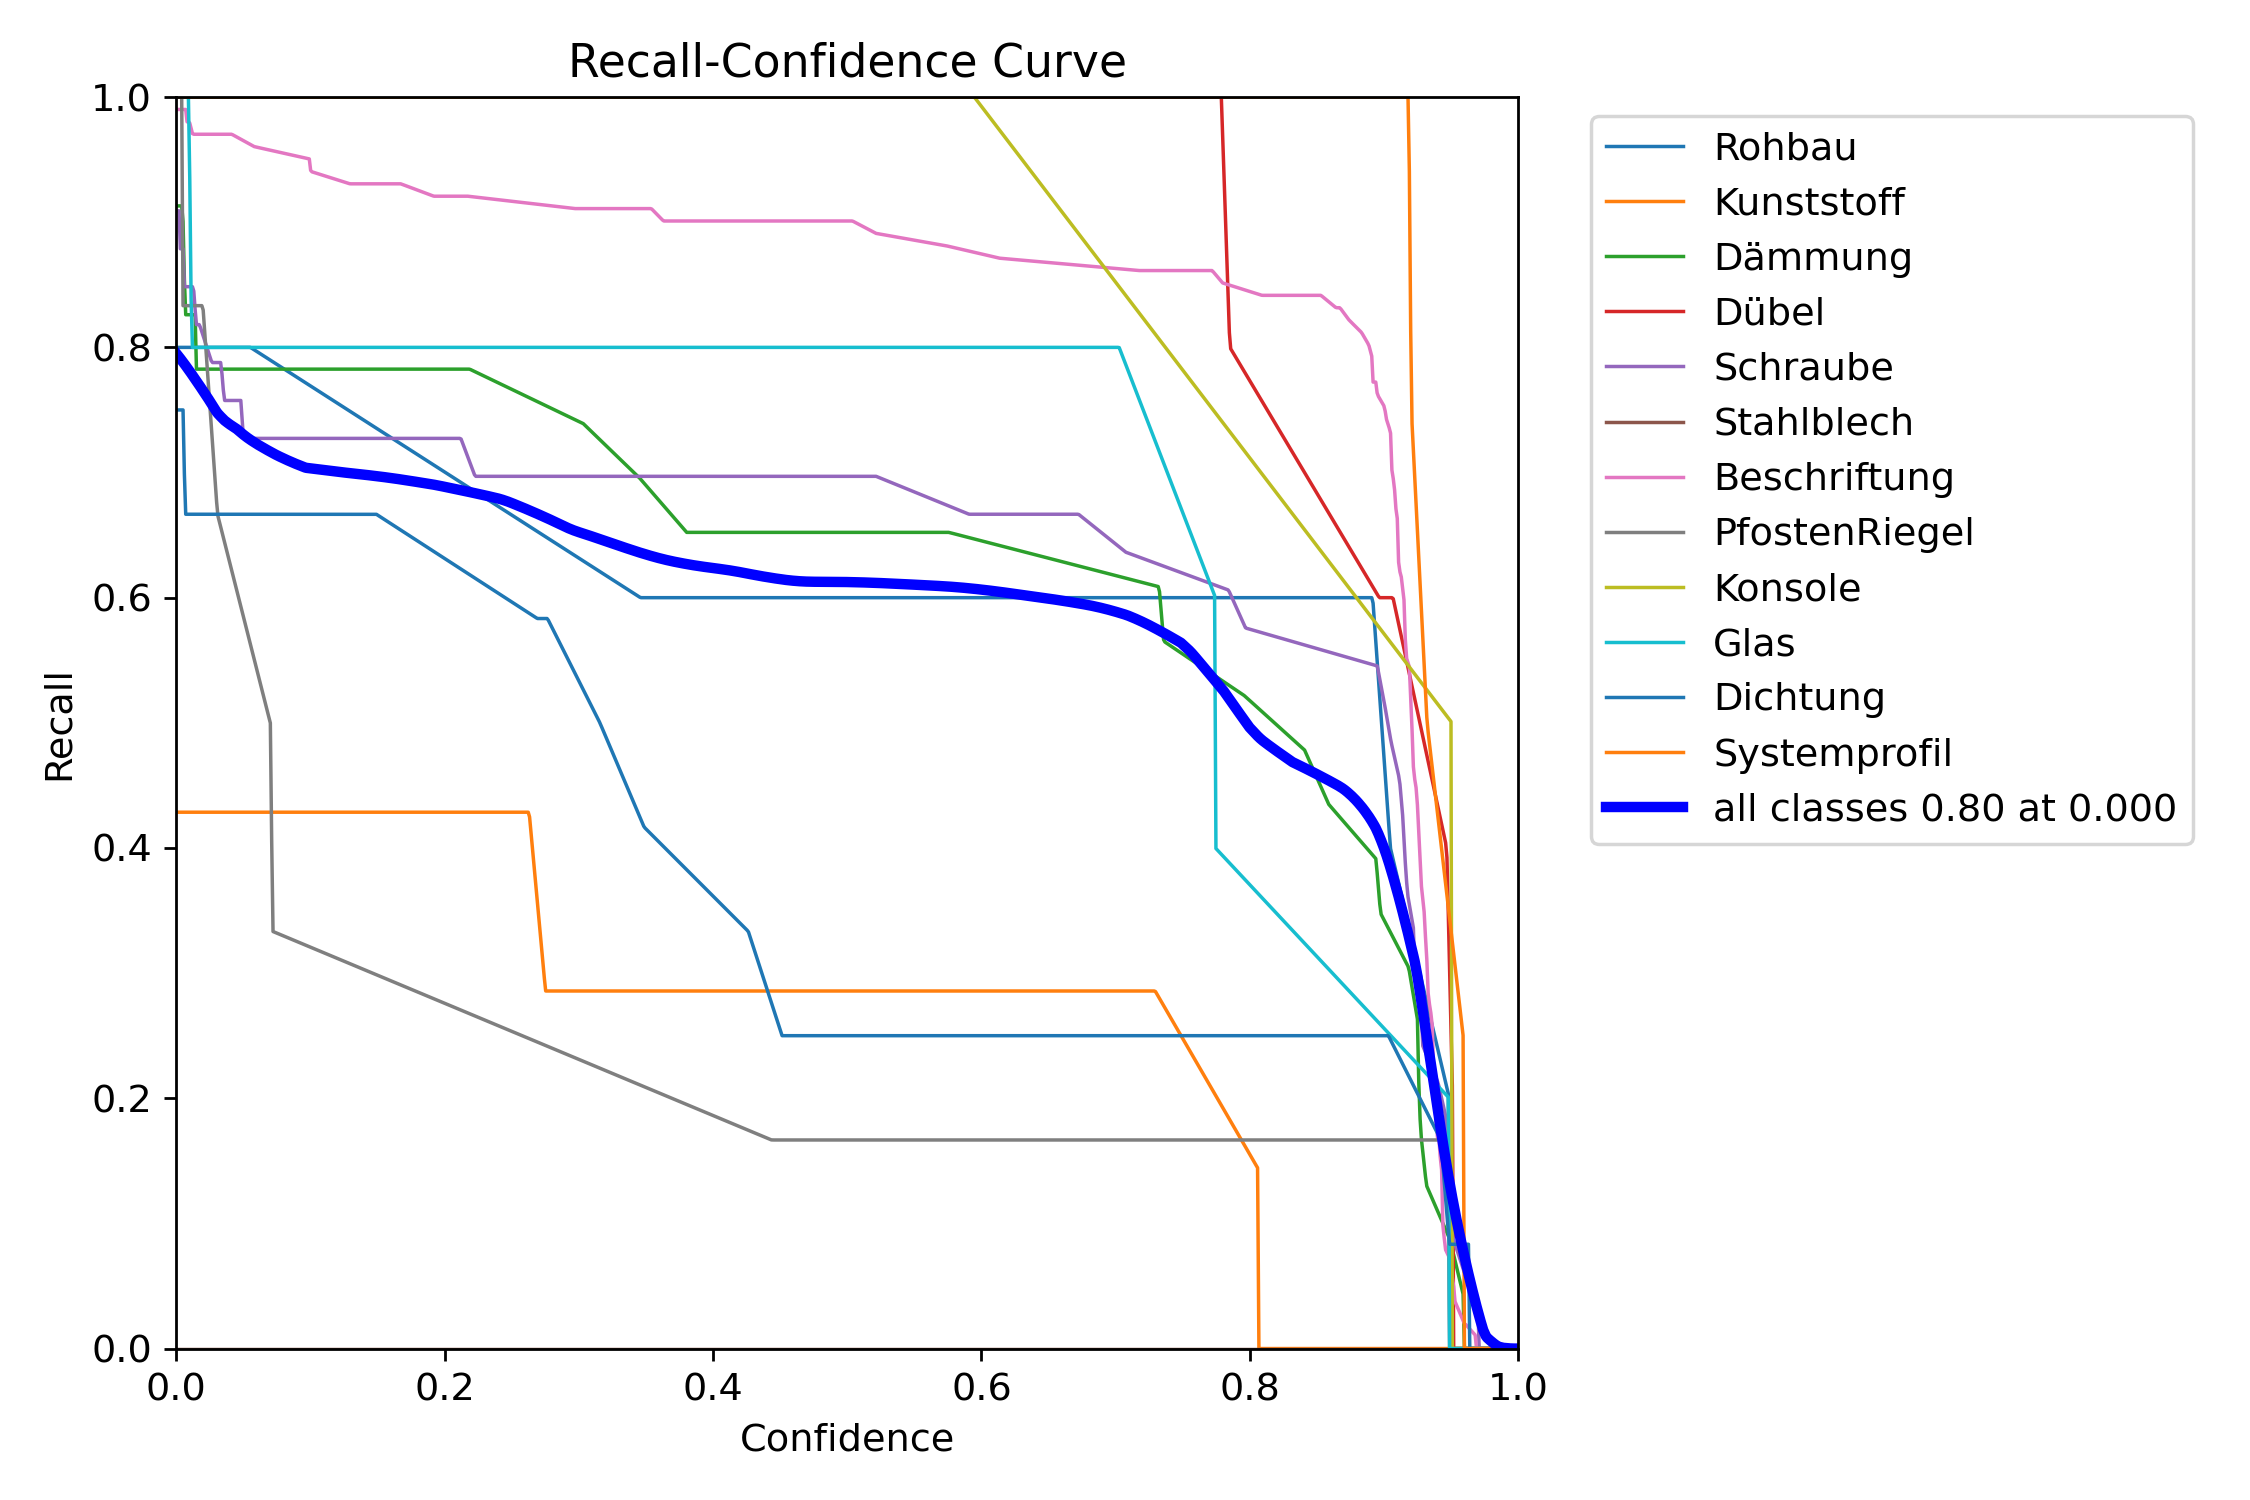 Recall-Confidence Curve
1.0
0.8
0.6
0.4
0.2
0.0
Recall
0.0 0.2 0.4 0.6 0.8 1.0
Confidence
Rohbau
Kunststoff
Dämmung
Dübel
Schraube
Stahlblech
Beschriftung
PfostenRiegel
Konsole
Glas
Dichtung
Systemprofil
all classes 0.80 at 0.000